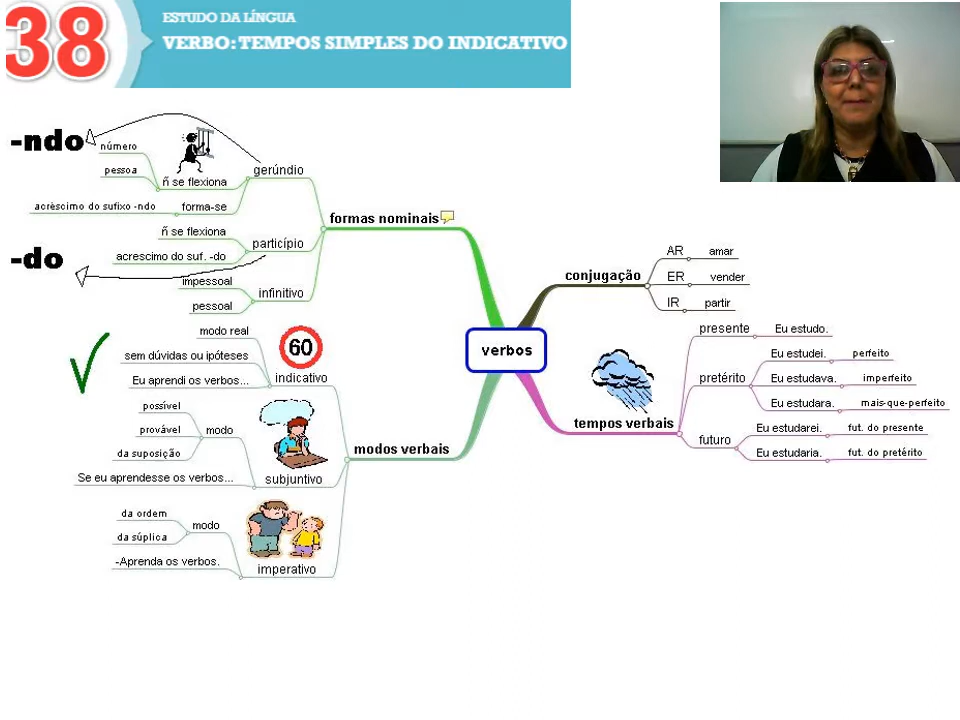 38
ESTUDO DA LÍNGUA
VERBO: TEMPOS SIMPLES DO INDICATIVO
-ndo
número
pessoa
ñ se flexiona
gerúndio
acréscimo do sufixo -ndo
forma-se
formas nominais
-do
ñ se flexiona
particípio
acrescimo do suf. -do
impessoal
infinitivo
pessoal
conjugação
AR amar
ER vender
IR partir
verbos
modo real
60
sem dúvidas ou ipóteses
Eu aprendi os verbos...
indicativo
possível
provável
modo
da suposição
Se eu aprendesse os verbos...
subjuntivo
modos verbais
da ordem
modo
da súplica
-Aprenda os verbos.
imperativo
tempos verbais
presente
Eu estudo.
pretérito
Eu estudei. perfeito
Eu estudava. imperfeito
Eu estudara. mais-que-perfeito
futuro
Eu estudarei. fut. do presente
Eu estudaria. fut. do pretérito